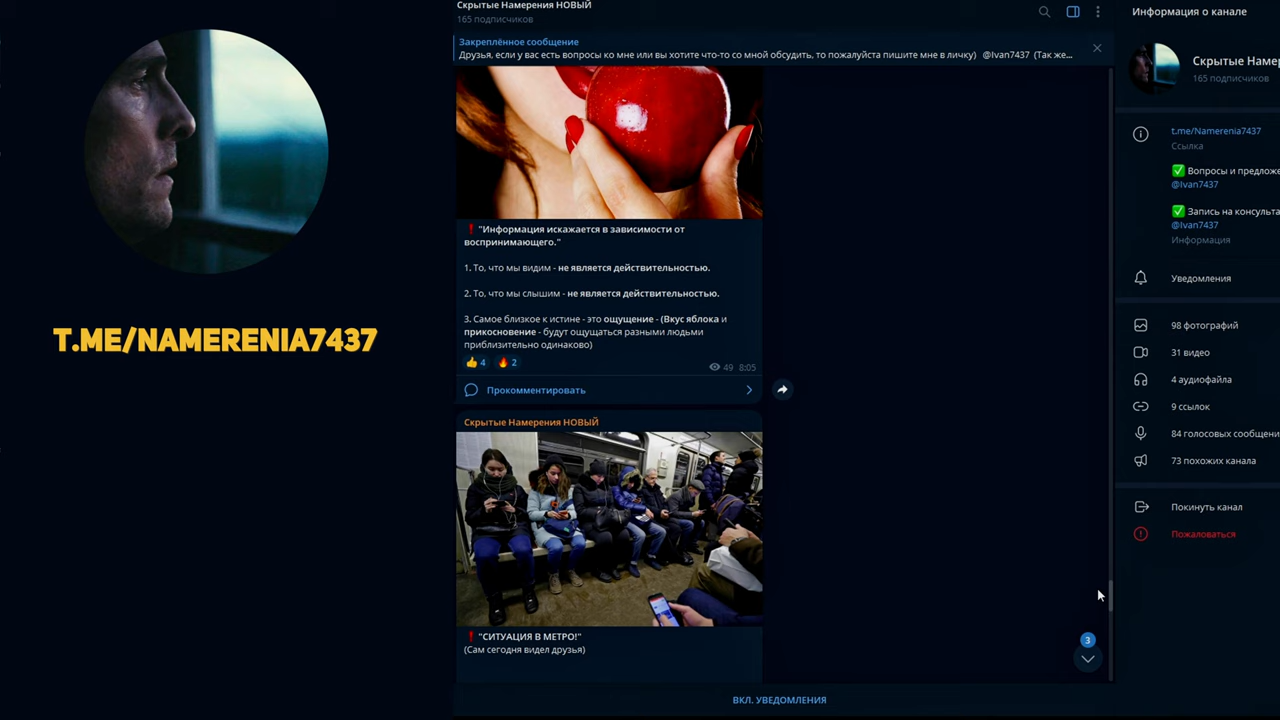 T.ME/NAMERENIA7437
Скрытые Намерения НОВЫЙ
165 подписчиков
Закреплённое сообщение
Друзья, если у вас есть вопросы ко мне или вы хотите что-то со мной обсудить, то пожалуйста пишите мне в личку) @Ivan7437 (Так же...
❗ "Информация искажается в зависимости от
воспринимающего."
1. То, что мы видим - не является действительностью.
2. То, что мы слышим - не является действительностью.
3. Самое близкое к истине - это ощущение - (Вкус яблока и
прикосновение - будут ощущаться разными людьми
приблизительно одинаково)
👍 4 🔥 2
49 8:05
Прокомментировать
Скрытые Намерения НОВЫЙ
❗ "СИТУАЦИЯ В МЕТРО!"
(Сам сегодня видел друзья)
3
ВКЛ. УВЕДОМЛЕНИЯ
Информация о канале
Скрытые Намер
165 подписчиков
t.me/Namerenia7437
Ссылка
✅ Вопросы и предложе
@Ivan7437
✅ Запись на консульта
@Ivan7437
Информация
Уведомления
98 фотографий
31 видео
4 аудиофайла
9 ссылок
84 голосовых сообщени
73 похожих канала
Покинуть канал
Пожаловаться